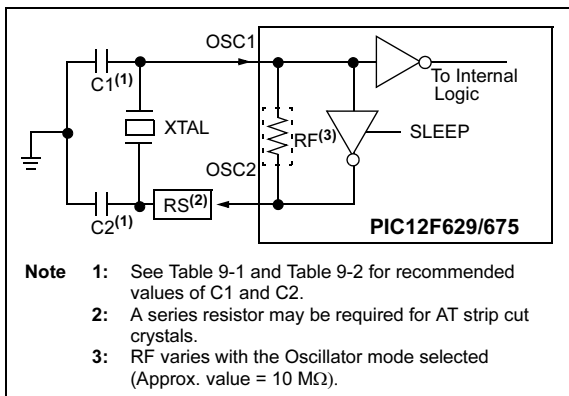 OSC1
C1(1)
To Internal
Logic
XTAL
RF(3)
SLEEP
OSC2
RS(2)
C2(1)
PIC12F629/675
Note 1: See Table 9-1 and Table 9-2 for recommended
values of C1 and C2.
2: A series resistor may be required for AT strip cut
crystals.
3: RF varies with the Oscillator mode selected
(Approx. value = 10 MΩ).